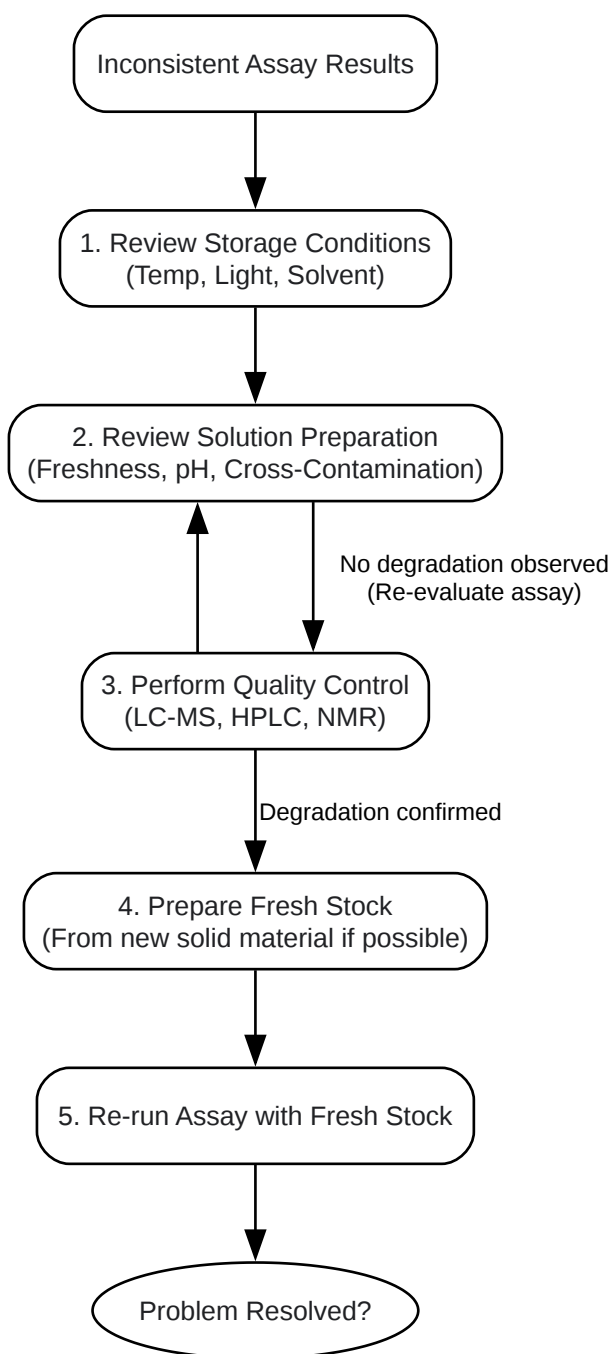 Inconsistent Assay Results
1. Review Storage Conditions
(Temp, Light, Solvent)
2. Review Solution Preparation
(Freshness, pH, Cross-Contamination)
No degradation observed
(Re-evaluate assay)
3. Perform Quality Control
(LC-MS, HPLC, NMR)
Degradation confirmed
4. Prepare Fresh Stock
(From new solid material if possible)
5. Re-run Assay with Fresh Stock
Problem Resolved?